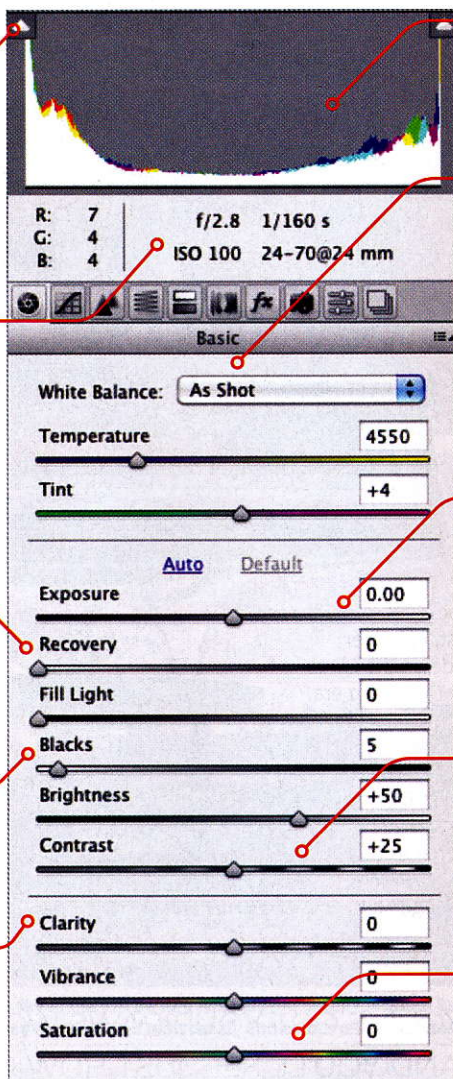 R: 7
G: 4
B: 4
f/2.8 1/160 s
ISO 100 24-70@24 mm
fx
Basic
White Balance: As Shot
Temperature 4550
Tint +4
Auto Default
Exposure 0.00
Recovery 0
Fill Light 0
Blacks 5
Brightness +50
Contrast +25
Clarity 0
Vibrance 0
Saturation 0